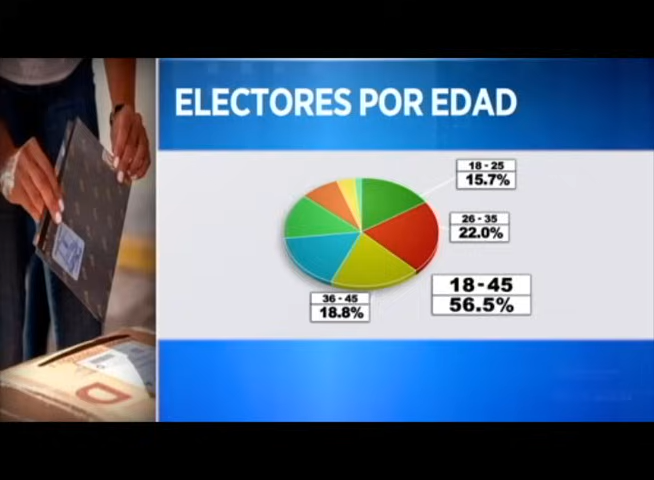 ELECTORES POR EDAD
18 - 25
15.7%
26 - 35
22.0%
18-45
56.5%
36 - 45
18.8%